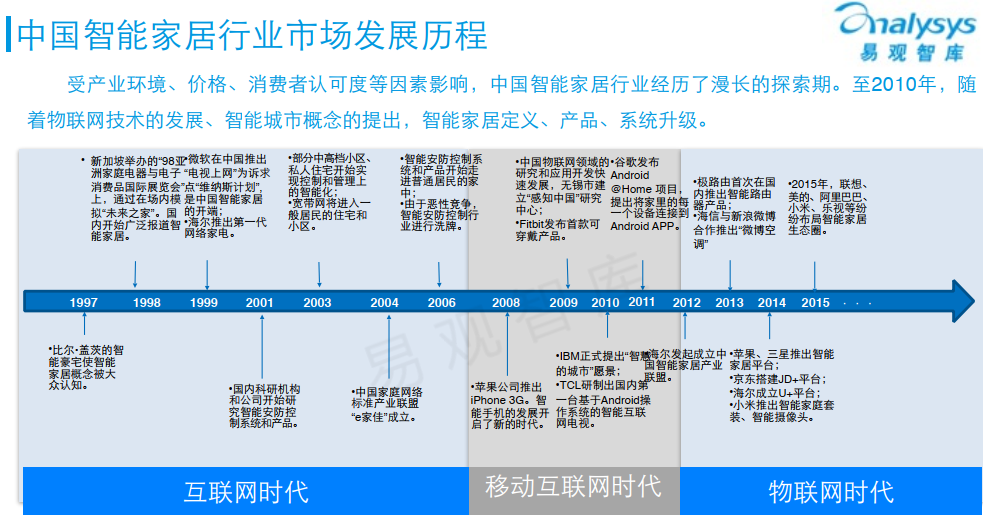 中国智能家居行业市场发展历程
analysys
易观智库
受产业环境、价格、消费者认可度等因素影响，中国智能家居行业经历了漫长的探索期。至2010年，随
着物联网技术的发展、智能城市概念的提出，智能家居定义、产品、系统升级。
• 新加坡举办的“98亚
洲家庭电器与电子
消费品国际展览会”
上，通过在场内模
拟“未来之家”。国
内开始广泛报道智
能家居。
•微软在中国推出
“电视上网”为诉求
点“维纳斯计划”，
是中国智能家居
的开端；
•海尔推出第一代
网络家电。
•部分中高档小区、
私人住宅开始实
现控制和管理上
的智能化；
•宽带网将进入一
般居民的住宅和
小区。
•智能安防控制系
统和产品开始走
进普通居民的家
中；
•由于恶性竞争，
智能安防控制行
业进行洗牌。
•中国物联网领域的
研究和应用开发快
速发展，无锡市建
立“感知中国”研究
中心；
•Fitbit发布首款可
穿戴产品。
•谷歌发布
Android
@Home 项目，
提出将家里的每
一个设备连接到
Android APP。
•极路由首次在国
内推出智能路由
器产品；
•海信与新浪微博
合作推出“微博空
调”
•2015年，联想、
美的、阿里巴巴、
小米、乐视等纷
纷布局智能家居
生态圈。
1997 1998 1999 2001 2003 2004 2006 2008 2009 2010 2011 2012 2013 2014 2015 · · ·
•比尔·盖茨的智
能豪宅使智能
家居概念被大
众认知。
•国内科研机构
和公司开始研
究智能安防控
制系统和产品。
•中国家庭网络
标准产业联盟
“e家佳”成立。
•苹果公司推出
iPhone 3G。智
能手机的发展开
启了新的时代。
•IBM正式提出“智慧
的城市”愿景；
•TCL研制出国内第
一台基于Android操
作系统的智能互联
网电视。
海尔发起成立中
国智能家居产业
联盟。
•苹果、三星推出智能
家居平台；
•京东搭建JD+平台；
•海尔成立U+平台；
•小米推出智能家庭套
装、智能摄像头。
易观智库
互联网时代
移动互联网时代
物联网时代